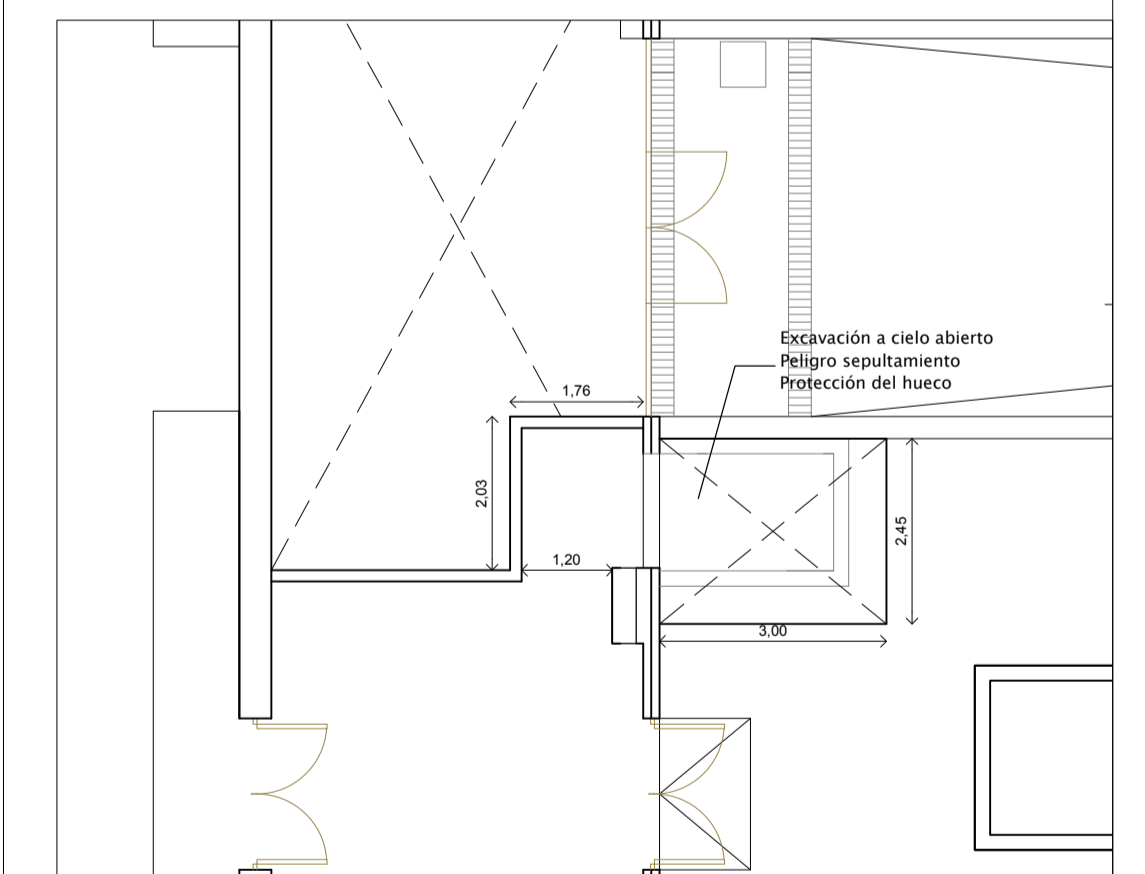 Excavación a cielo abierto
Peligro sepultamiento
Protección del hueco
1,76
2,03
1,20
2,45
3,00